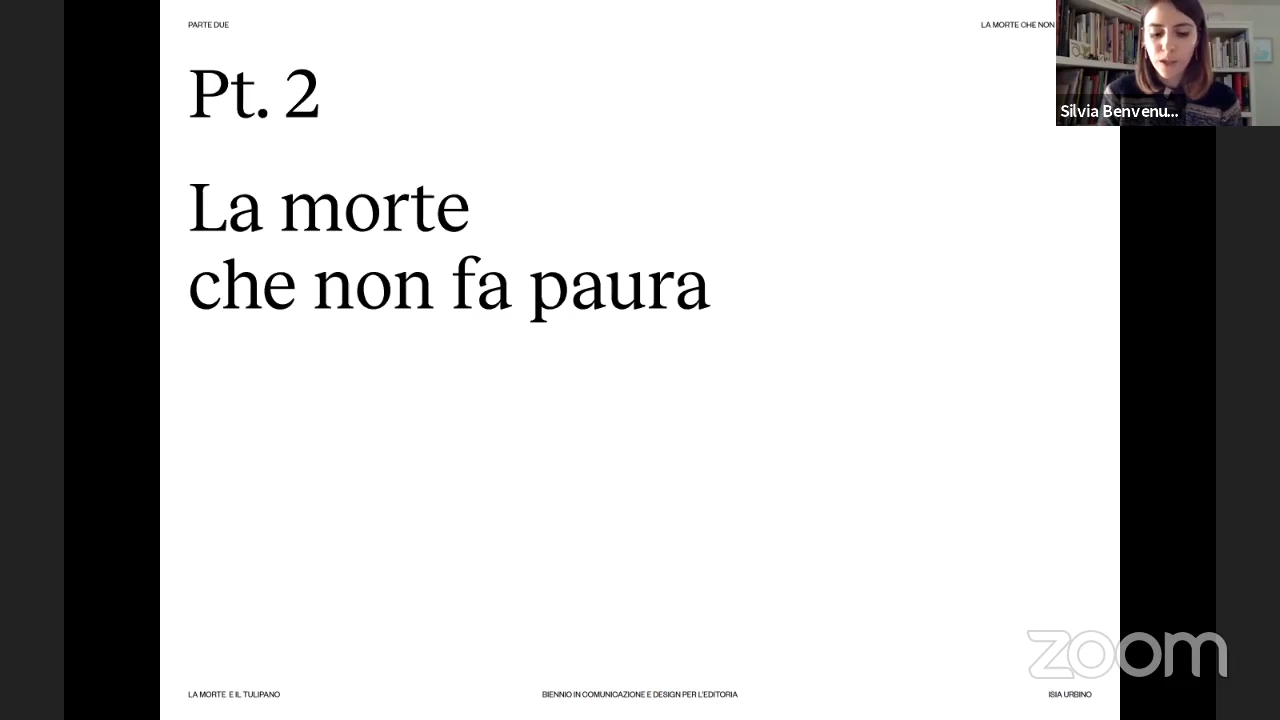 PARTE DUE
LA MORTE CHE NON
Silvia Benvenu...
Pt. 2
La morte
che non fa paura
zoom
LA MORTE E IL TULIPANO
BIENNIO IN COMUNICAZIONE E DESIGN PER L'EDITORIA
ISIA URBINO